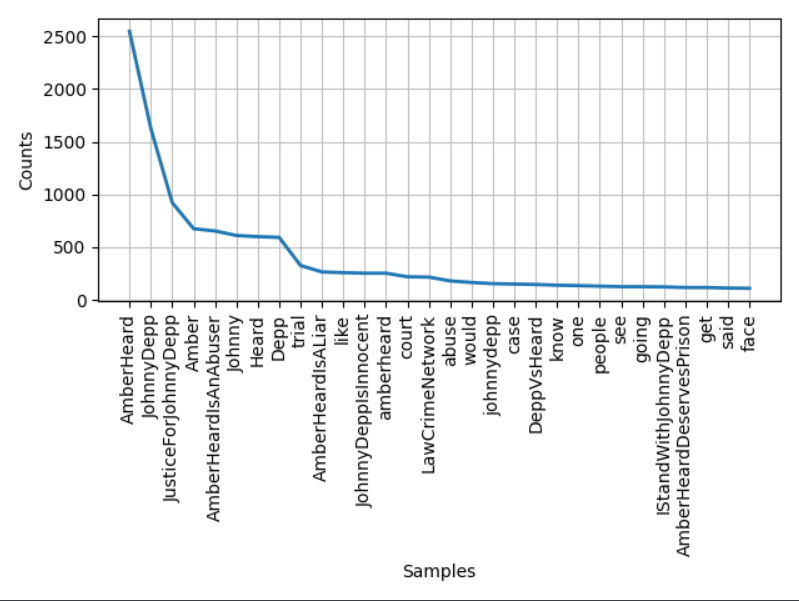 2500
2000
1500
1000
500
0
Counts
AmberHeard
JohnnyDepp
JusticeForJohnnyDepp
Amber
AmberHeardIsAnAbuser
Johnny
Heard
Depp
trial
AmberHeardIsALiar
like
JohnnyDeppIsInnocent
amberheard
court
LawCrimeNetwork
abuse
would
johnnydepp
case
DeppVsHeard
know
one
people
see
going
IStandWithJohnnyDepp
AmberHeardDeservesPrison
get
said
face
Samples